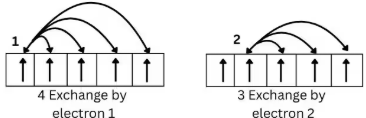 1
4 Exchange by
electron 1
2
3 Exchange by
electron 2